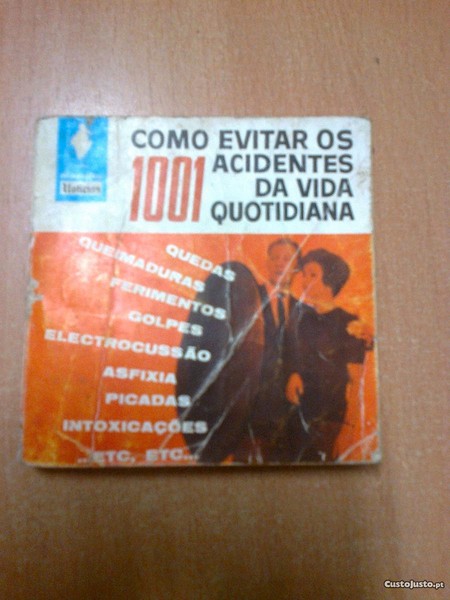 COMO EVITAR OS
1001 ACIDENTES
DA VIDA
QUOTIDIANA
QUEDAS
QUEIMADURAS
FERIMENTOS
GOLPES
ELECTROCUSSÃO
ASFIXIA
PICADAS
INTOXICAÇÕES
.. ETC, ETC...
CustoJusto.pt